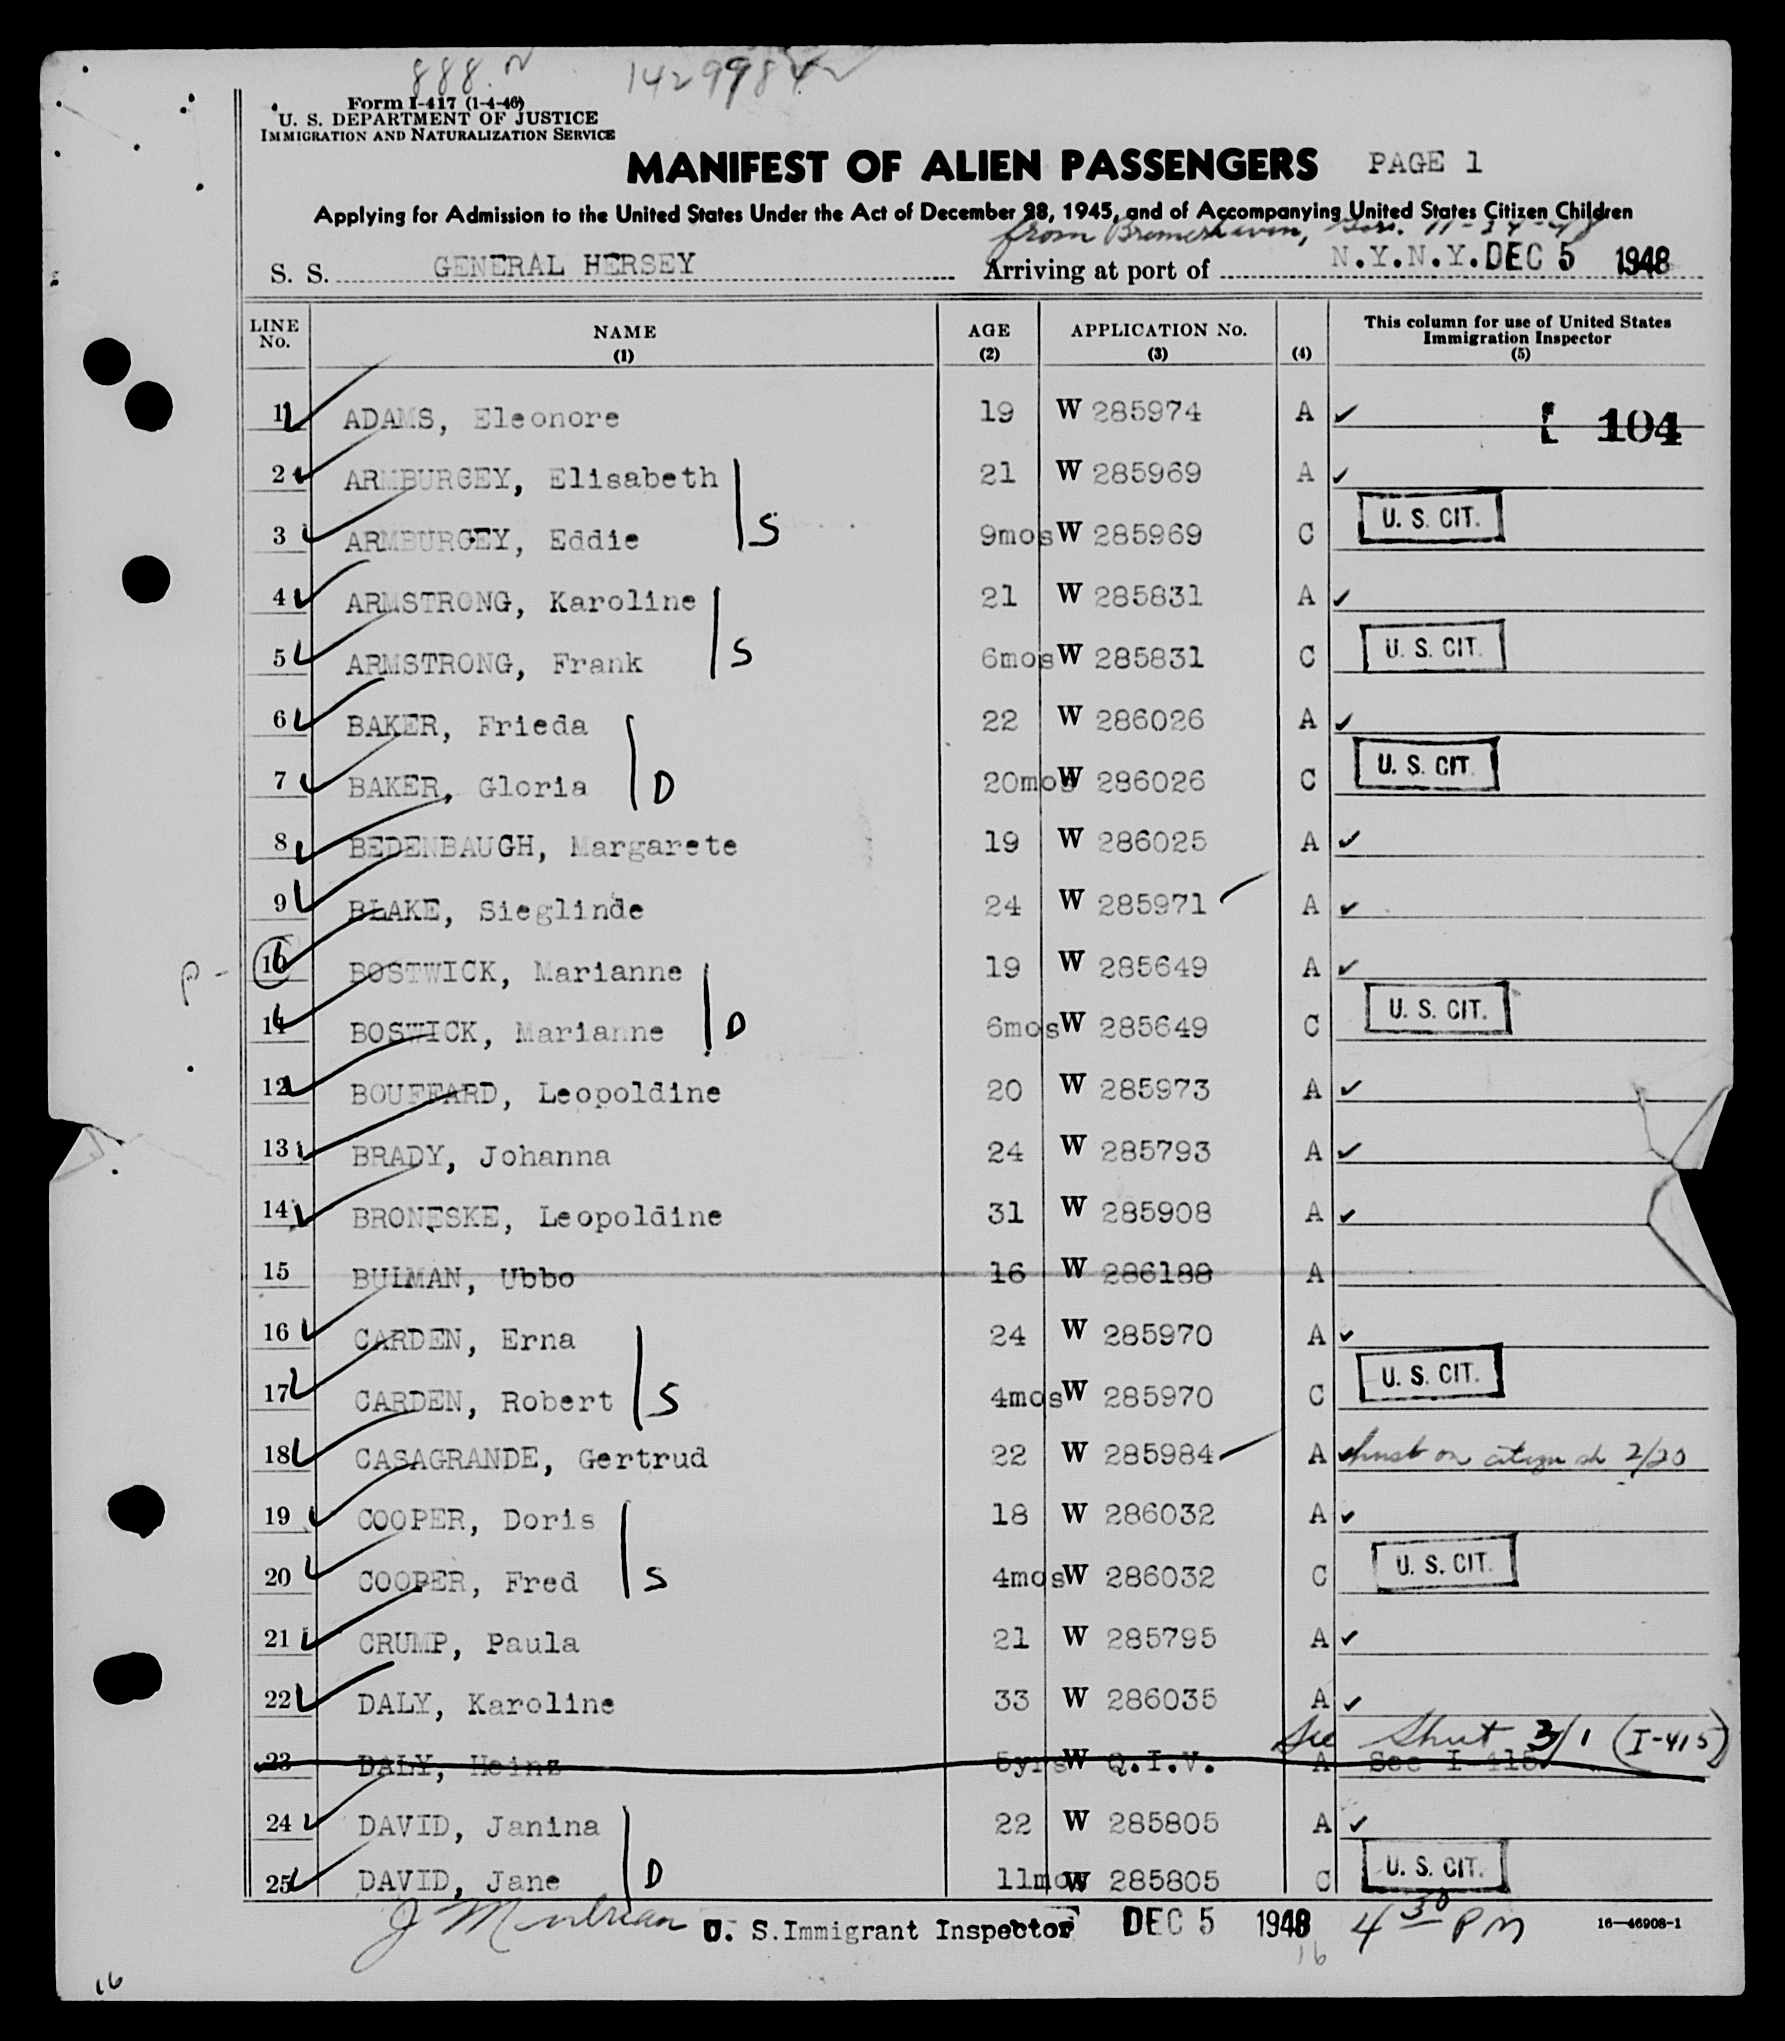 888.
142998
Form I-417 (1-4-46)
U. S. DEPARTMENT OF JUSTICE
IMMIGRATION AND NATURALIZATION SERVICE
MANIFEST OF ALIEN PASSENGERS PAGE 1
Applying for Admission to the United States Under the Act of December 28, 1945, and of Accompanying United States Citizen Children
from Bremerhaven, Ger. 11-24-48
S. S. GENERAL HERSEY Arriving at port of N.Y.N.Y. DEC 5 1948
LINE No. NAME (1) AGE (2) APPLICATION No. (3) (4) This column for use of United States Immigration Inspector (5)
1 ADAMS, Eleonore 19 W 285974 A ✓ 104
2 ARMBURGEY, Elisabeth 21 W 285969 A ✓
3 ARMBURGEY, Eddie S 9mos W 285969 C U. S. CIT.
4 ARMSTRONG, Karoline 21 W 285831 A ✓
5 ARMSTRONG, Frank S 6mos W 285831 C U. S. CIT.
6 BAKER, Frieda 22 W 286026 A ✓
7 BAKER, Gloria D 20mos W 286026 C U. S. CIT.
8 BEDENBAUGH, Margarete 19 W 286025 A ✓
9 BLAKE, Sieglinde 24 W 285971 A ✓
P - 10 BOSTWICK, Marianne 19 W 285649 A ✓
11 BOSWICK, Marianne D 6mos W 285649 C U. S. CIT.
12 BOUFFARD, Leopoldine 20 W 285973 A ✓
13 BRADY, Johanna 24 W 285793 A ✓
14 BRONESKE, Leopoldine 31 W 285908 A ✓
15 BULMAN, Ubbo 16 W 286188 A
16 CARDEN, Erna 24 W 285970 A ✓
17 CARDEN, Robert S 4mos W 285970 C U. S. CIT.
18 CASAGRANDE, Gertrud 22 W 285984 A on 2/20
19 COOPER, Doris 18 W 286032 A ✓
20 COOPER, Fred S 4mos W 286032 C U. S. CIT.
21 CRUMP, Paula 21 W 285795 A ✓
22 DALY, Karoline 33 W 286035 A ✓
See Sheet 3/1 (I-415)
23 DALY, Heinz 5yrs W Q.I.V. A See I-415
24 DAVID, Janina 22 W 285805 A ✓
25 DAVID, Jane D 11mos W 285805 C U. S. CIT.
U. S. Immigrant Inspector DEC 5 1948 4 30 PM 16—46908-1
16
16